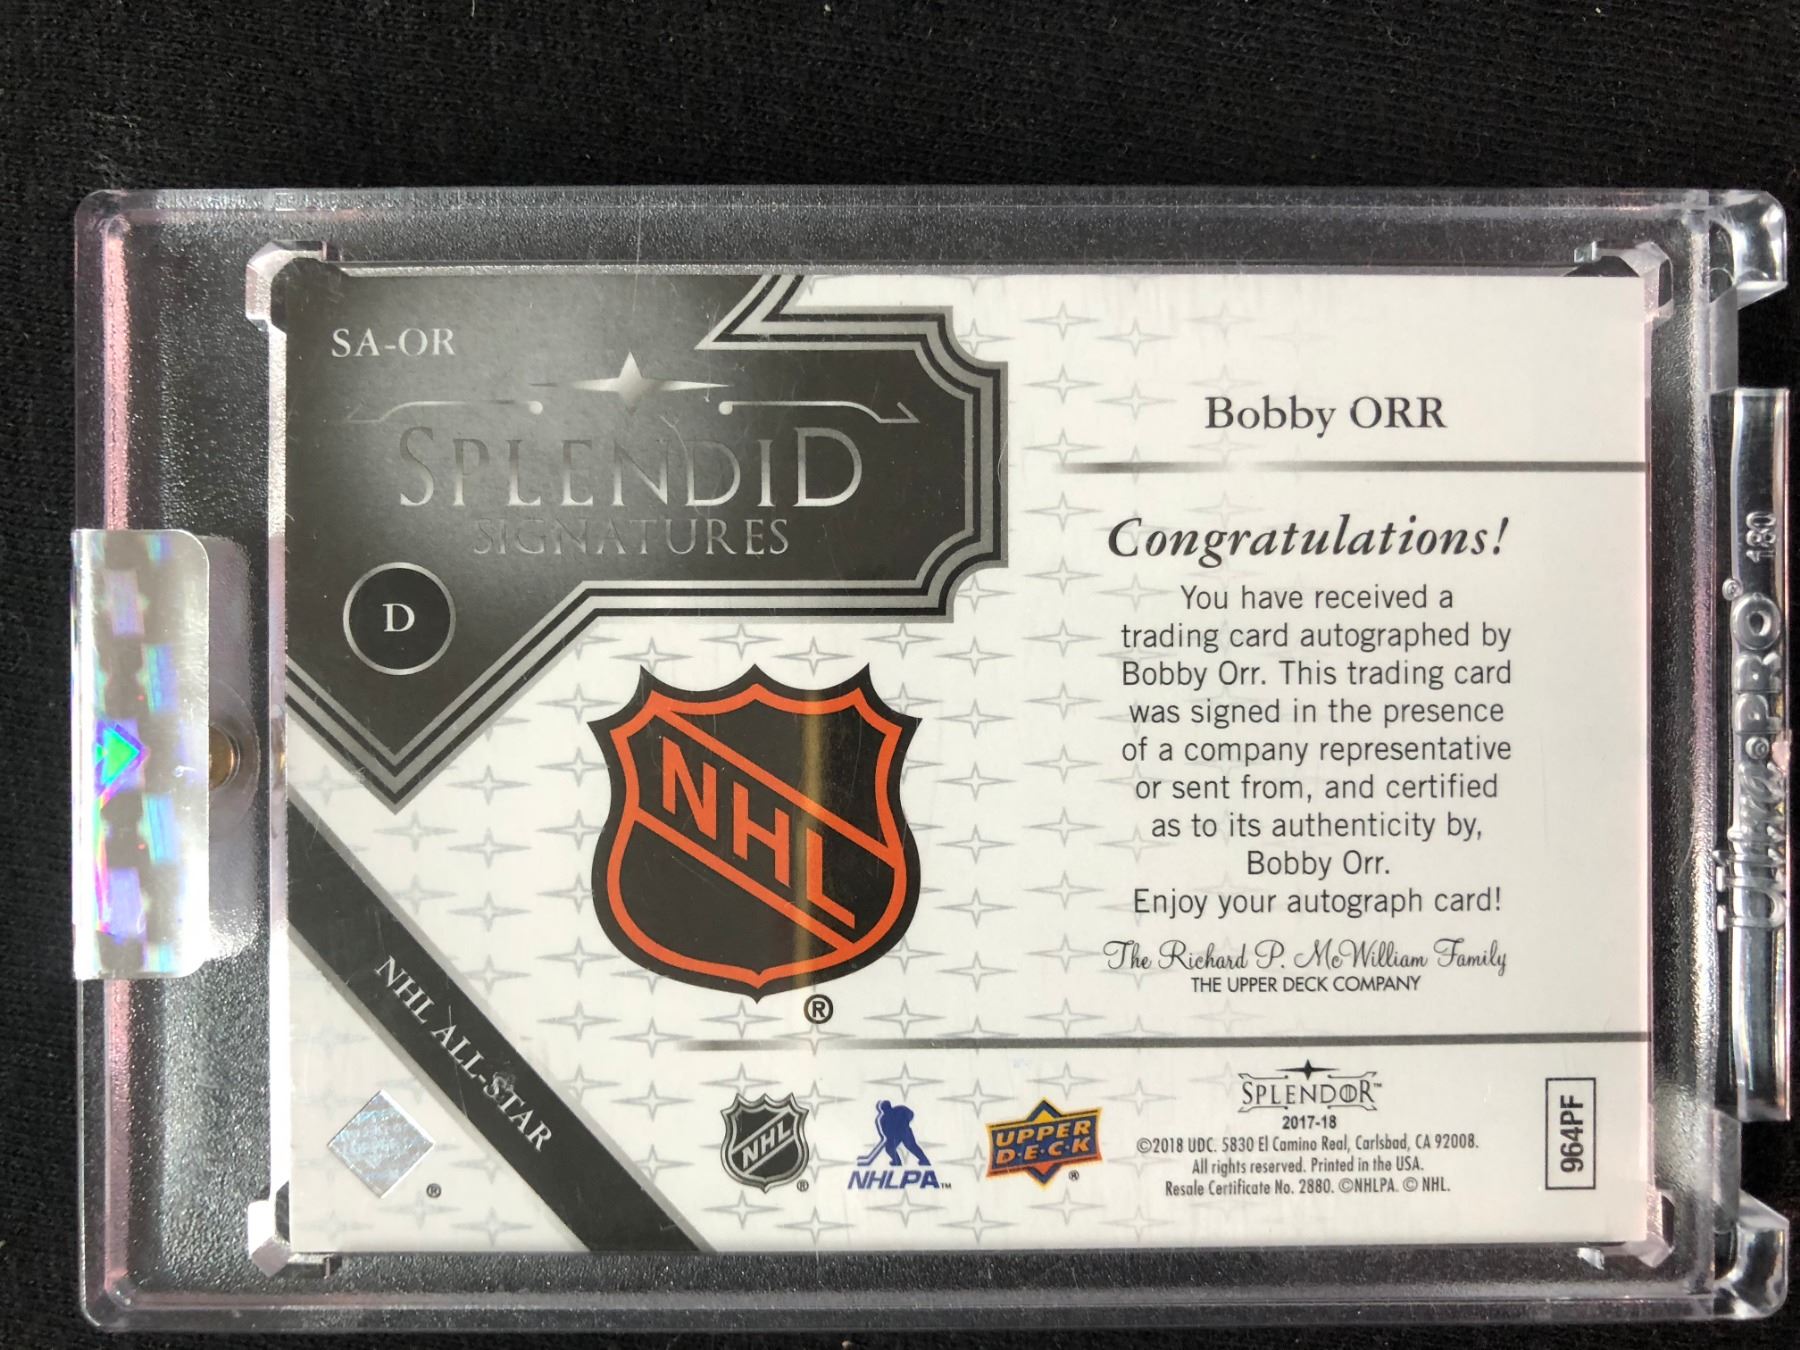 SA-OR
SPLENDID
SIGNATURES
D
NHL
®
NHL ALL-STAR
®
Bobby ORR
Congratulations!
You have received a
trading card autographed by
Bobby Orr. This trading card
was signed in the presence
of a company representative
or sent from, and certified
as to its authenticity by,
Bobby Orr.
Enjoy your autograph card!
The Richard P. McWilliam Family
THE UPPER DECK COMPANY
NHL
®
NHLPA™
UPPER
D·E·C·K
®
SPLENDOR™
2017-18
©2018 UDC. 5830 El Camino Real, Carlsbad, CA 92008.
All rights reserved. Printed in the USA.
Resale Certificate No. 2880. ©NHLPA. © NHL.
964PF
Ultra•PRO® 180